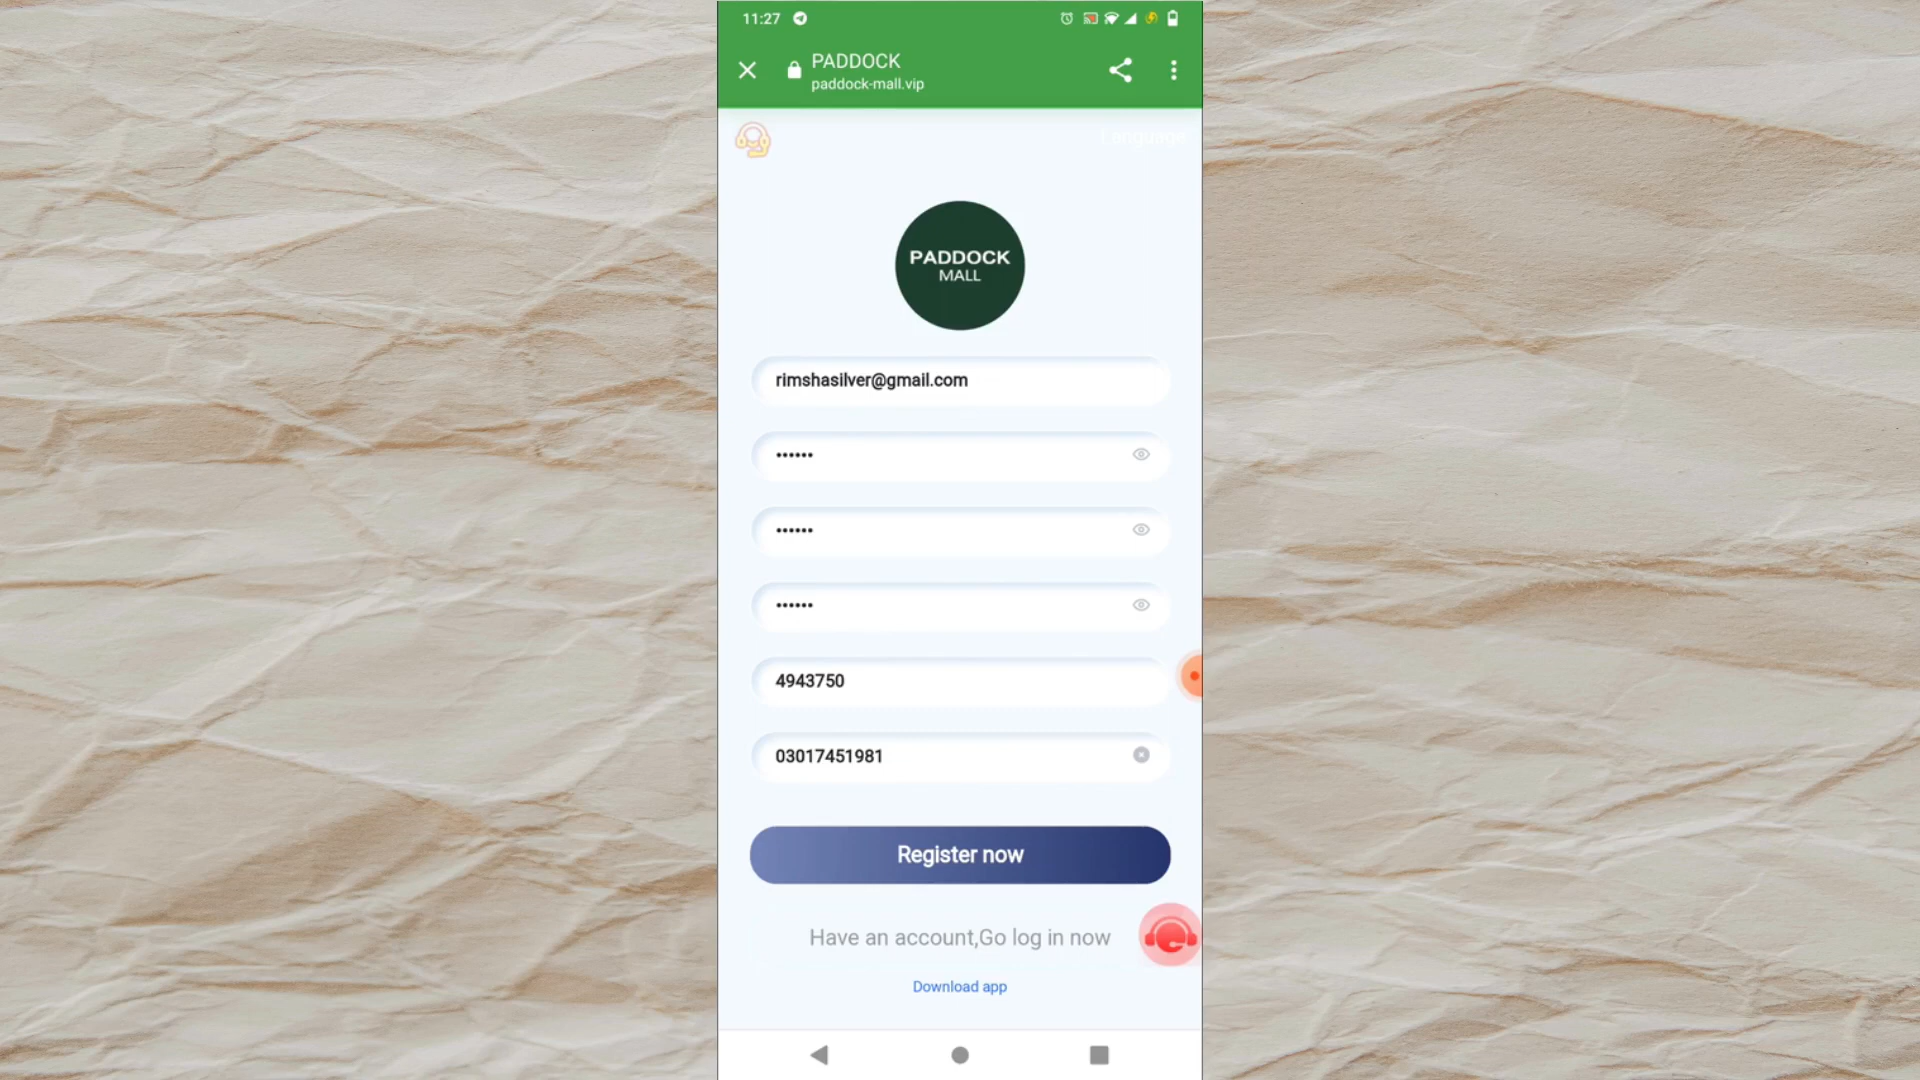 11:27
PADDOCK
paddock-mall.vip
Language
PADDOCK
MALL
rimshasilver@gmail.com
••••••
••••••
••••••
4943750
03017451981
Register now
Have an account,Go log in now
Download app